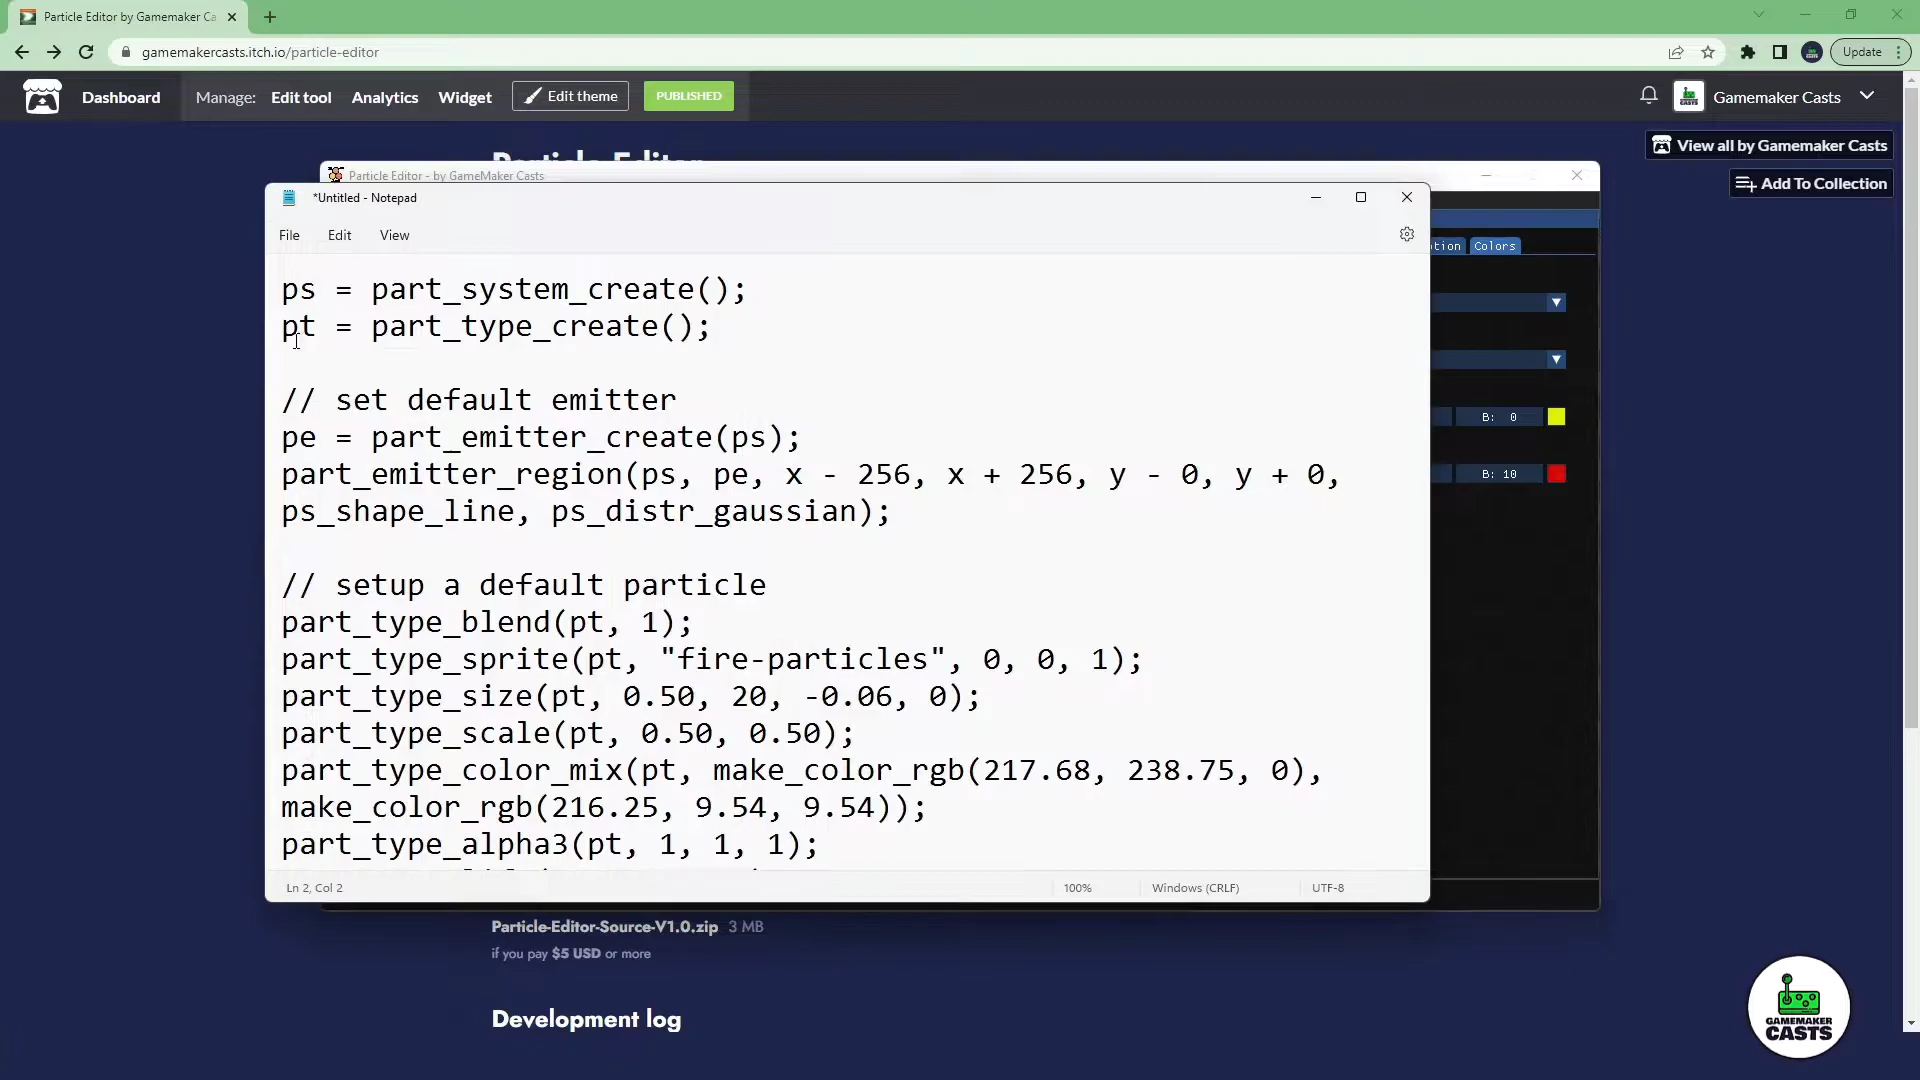 Particle Editor by Gamemaker Ca
gamemakercasts.itch.io/particle-editor
Update
Dashboard
Manage:
Edit tool
Analytics
Widget
Edit theme
PUBLISHED
Gamemaker Casts
View all by Gamemaker Casts
Add To Collection
Particle Editor
Particle Editor - by GameMaker Casts
*Untitled - Notepad
File
Edit
View
tion
Colors
B: 0
B: 10
ps = part_system_create();
pt = part_type_create();
// set default emitter
pe = part_emitter_create(ps);
part_emitter_region(ps, pe, x - 256, x + 256, y - 0, y + 0,
ps_shape_line, ps_distr_gaussian);
// setup a default particle
part_type_blend(pt, 1);
part_type_sprite(pt, "fire-particles", 0, 0, 1);
part_type_size(pt, 0.50, 20, -0.06, 0);
part_type_scale(pt, 0.50, 0.50);
part_type_color_mix(pt, make_color_rgb(217.68, 238.75, 0),
make_color_rgb(216.25, 9.54, 9.54));
part_type_alpha3(pt, 1, 1, 1);
Ln 2, Col 2
100%
Windows (CRLF)
UTF-8
Particle-Editor-Source-V1.0.zip 3 MB
if you pay $5 USD or more
Development log
GAMEMAKER
CASTS